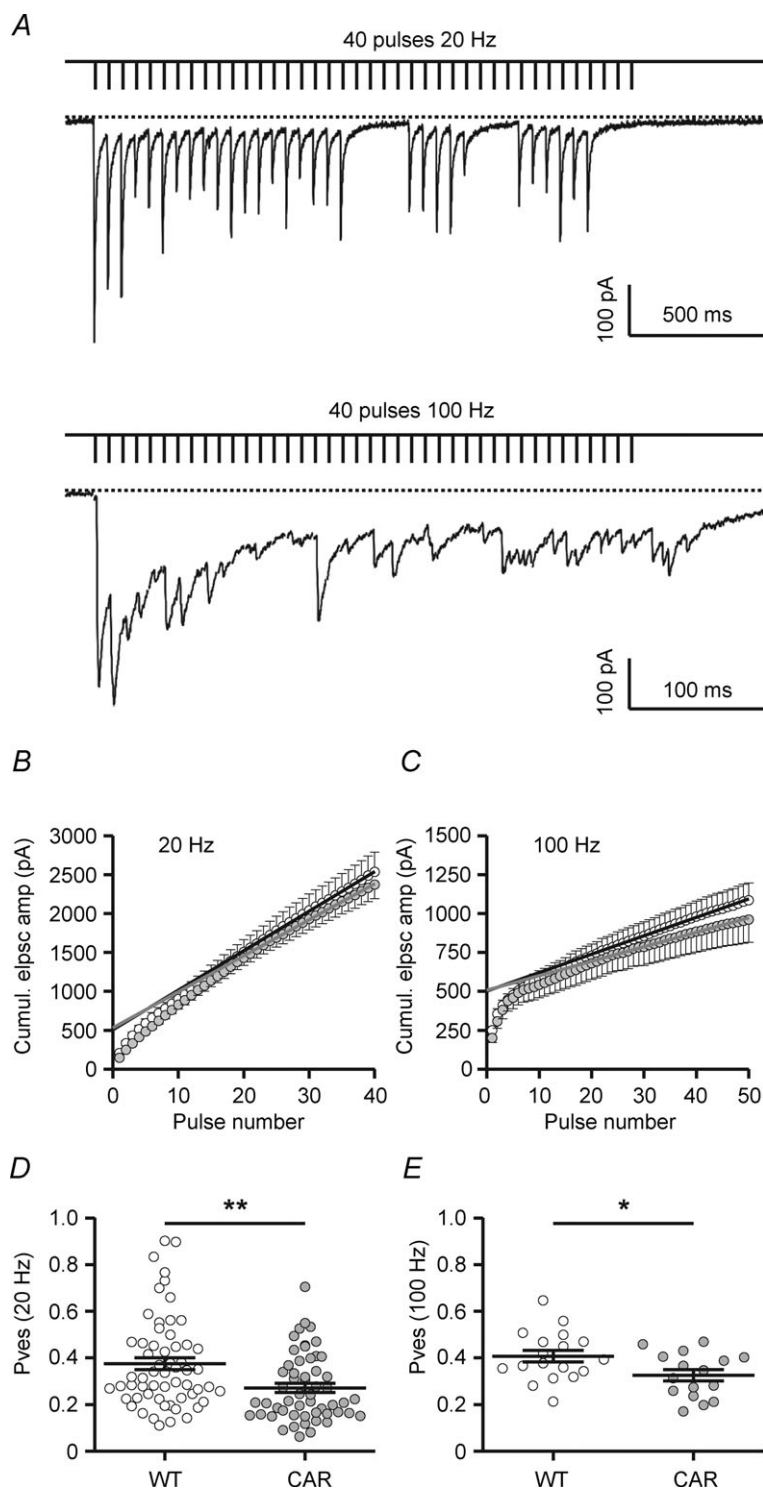 A
40 pulses 20 Hz
100 pA
500 ms
40 pulses 100 Hz
100 pA
100 ms
B
C
Cumul. eIpsc amp (pA)
3000
2500
2000
1500
1000
500
0
20 Hz
0 10 20 30 40
Pulse number
Cumul. eIpsc amp (pA)
1500
1250
1000
750
500
250
0
100 Hz
0 10 20 30 40 50
Pulse number
D
E
Pves (20 Hz)
1.0
0.8
0.6
0.4
0.2
0
**
WT CAR
Pves (100 Hz)
1.0
0.8
0.6
0.4
0.2
0
*
WT CAR